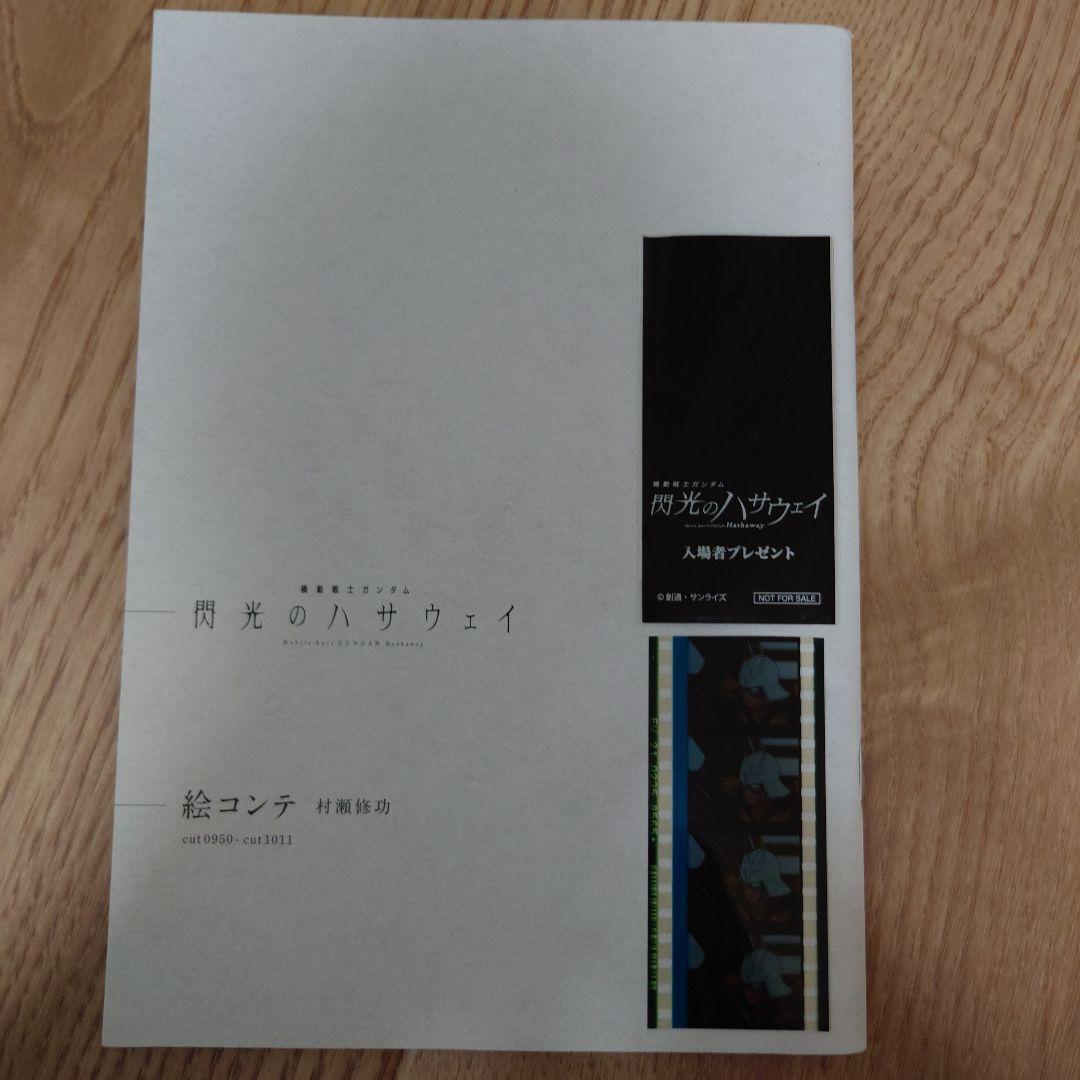 機動戦士ガンダム
閃光のハサウェイ
Mobile Suit GUNDAM Hathaway
絵コンテ 村瀬修功
cut0950- cut1011
機動戦士ガンダム
閃光のハサウェイ
Mobile Suit GUNDAM Hathaway
入場者プレゼント
©創通・サンライズ NOT FOR SALE